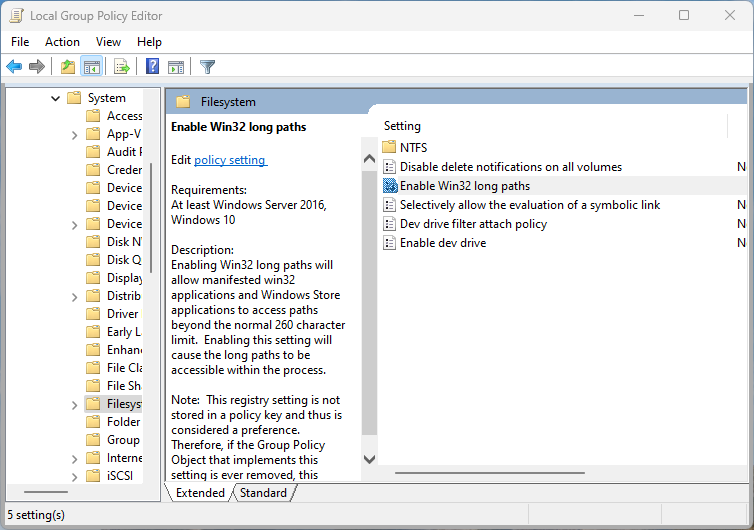 Local Group Policy Editor
File Action View Help
System
Access
App-V
Audit
Creden
Device
Device
Device
Disk N
Disk Q
Display
Distrib
Driver
Early La
Enhan
File Cla
File Sha
Filesys
Folder
Group
Interne
iSCSI
Filesystem
Enable Win32 long paths
Edit policy setting
Requirements:
At least Windows Server 2016,
Windows 10
Description:
Enabling Win32 long paths will
allow manifested win32
applications and Windows Store
applications to access paths
beyond the normal 260 character
limit.  Enabling this setting will
cause the long paths to be
accessible within the process.
Note:  This registry setting is not
stored in a policy key and thus is
considered a preference.
Therefore, if the Group Policy
Object that implements this
setting is ever removed, this
Setting
NTFS
Disable delete notifications on all volumes
Enable Win32 long paths
Selectively allow the evaluation of a symbolic link
Dev drive filter attach policy
Enable dev drive
Extended Standard
5 setting(s)